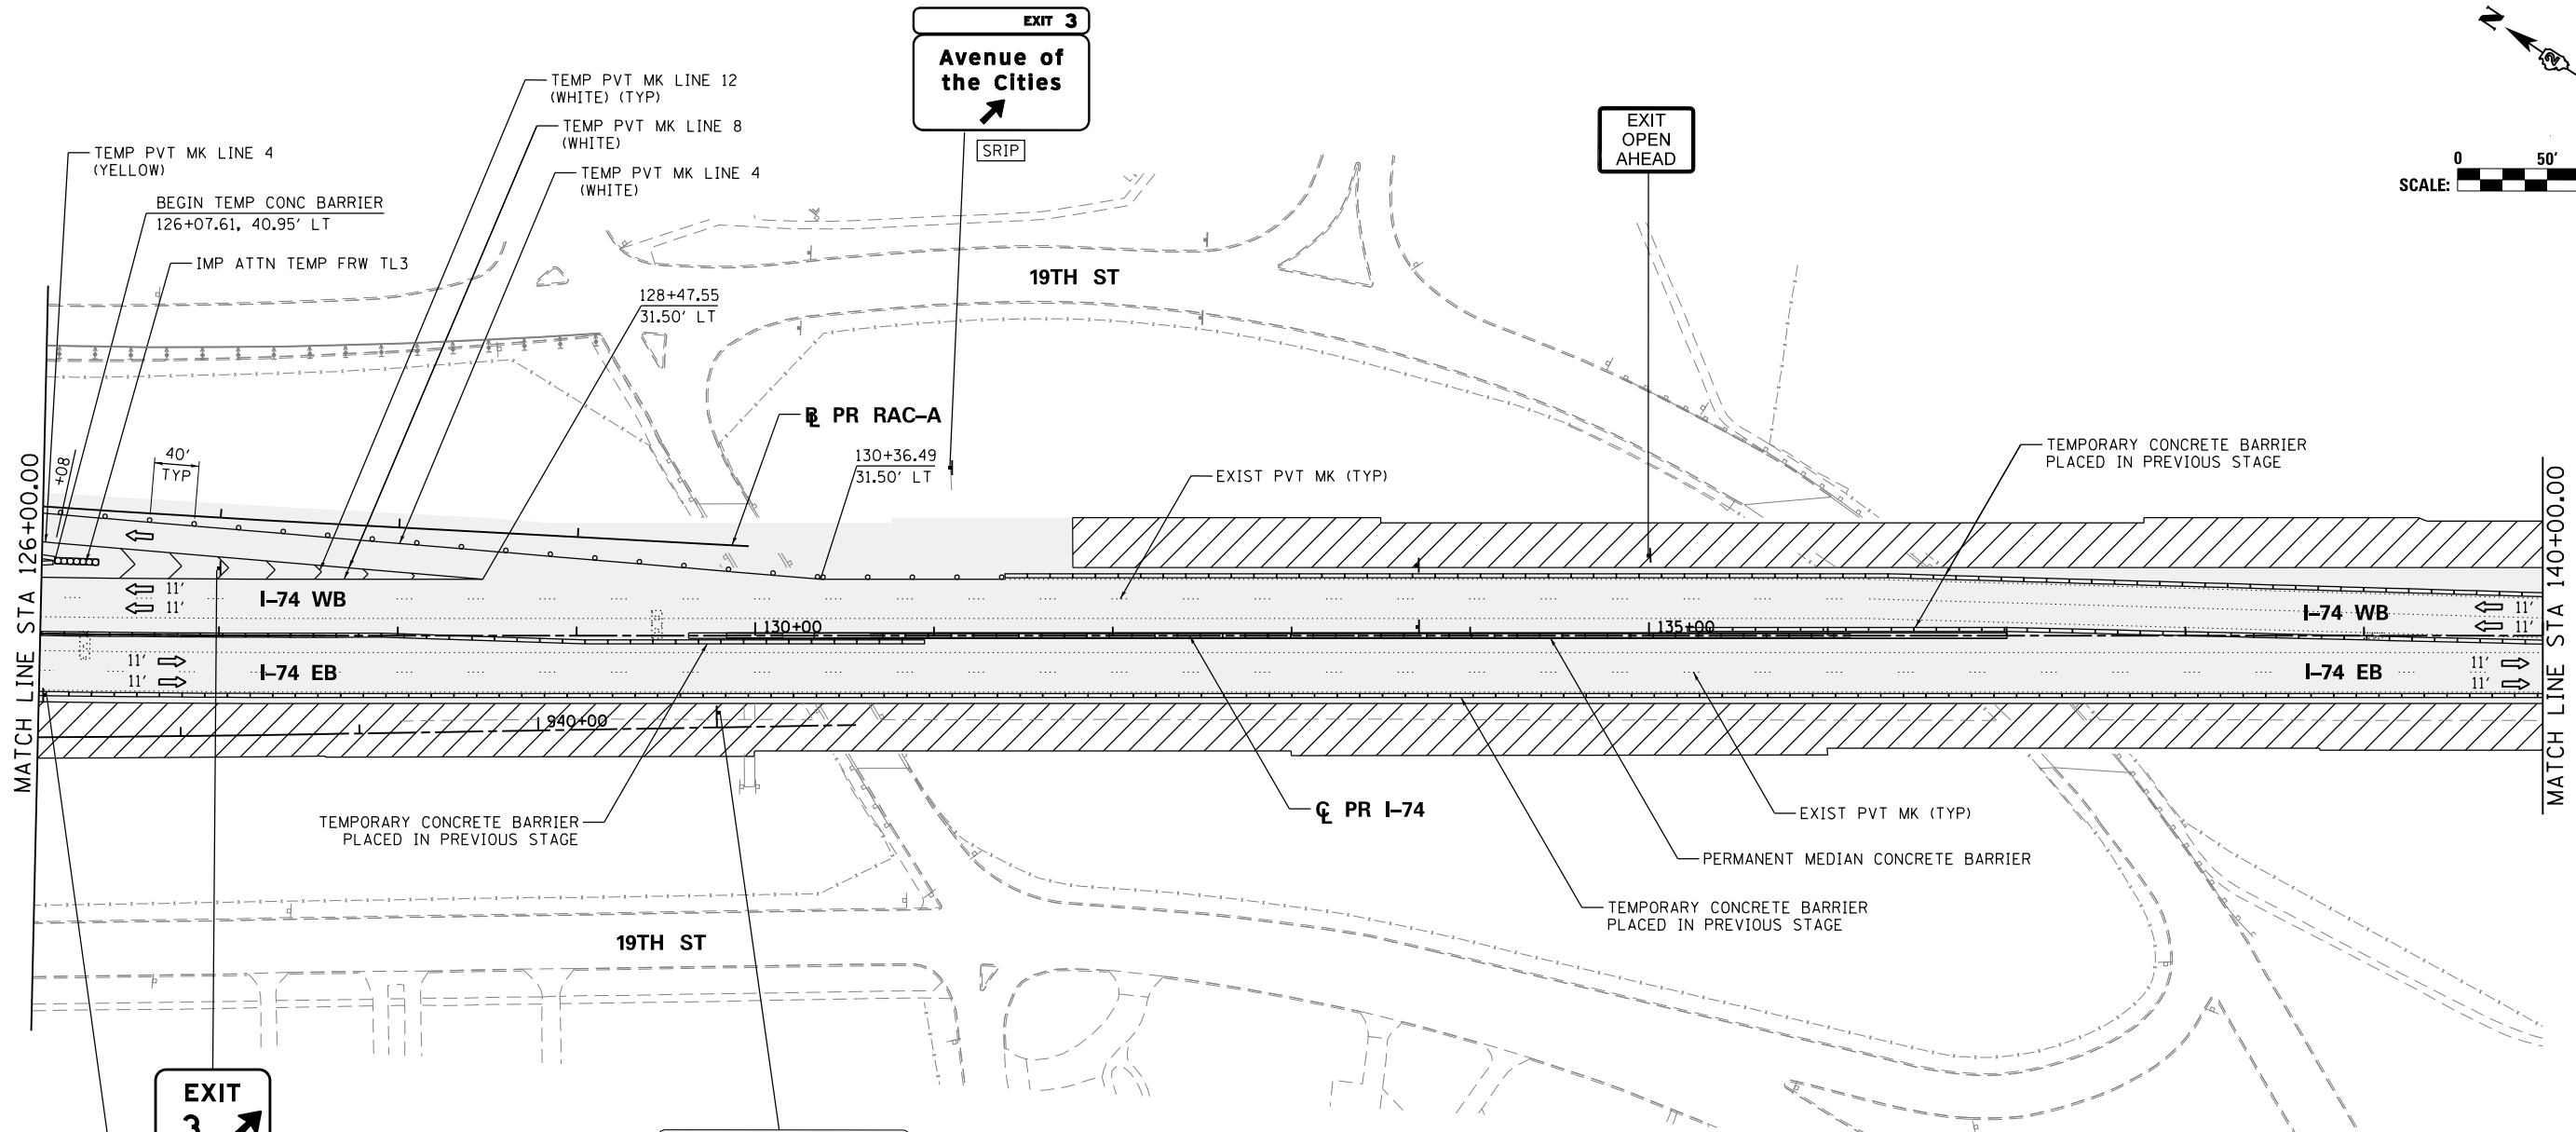 EXIT 3
Avenue of
the Cities
SRIP
EXIT
OPEN
AHEAD
N
0 50'
SCALE:
TEMP PVT MK LINE 12
(WHITE) (TYP)
TEMP PVT MK LINE 8
(WHITE)
TEMP PVT MK LINE 4
(WHITE)
TEMP PVT MK LINE 4
(YELLOW)
BEGIN TEMP CONC BARRIER
126+07.61, 40.95' LT
IMP ATTN TEMP FRW TL3
128+47.55
31.50' LT
19TH ST
℄ PR RAC-A
130+36.49
31.50' LT
EXIST PVT MK (TYP)
TEMPORARY CONCRETE BARRIER
PLACED IN PREVIOUS STAGE
+08
40'
TYP
MATCH LINE STA 126+00.00
MATCH LINE STA 140+00.00
11'
11'
I-74 WB
130+00
135+00
I-74 WB
11'
11'
11'
11'
I-74 EB
I-74 EB
11'
11'
940+00
TEMPORARY CONCRETE BARRIER
PLACED IN PREVIOUS STAGE
℄ PR I-74
EXIST PVT MK (TYP)
PERMANENT MEDIAN CONCRETE BARRIER
TEMPORARY CONCRETE BARRIER
PLACED IN PREVIOUS STAGE
19TH ST
EXIT
3